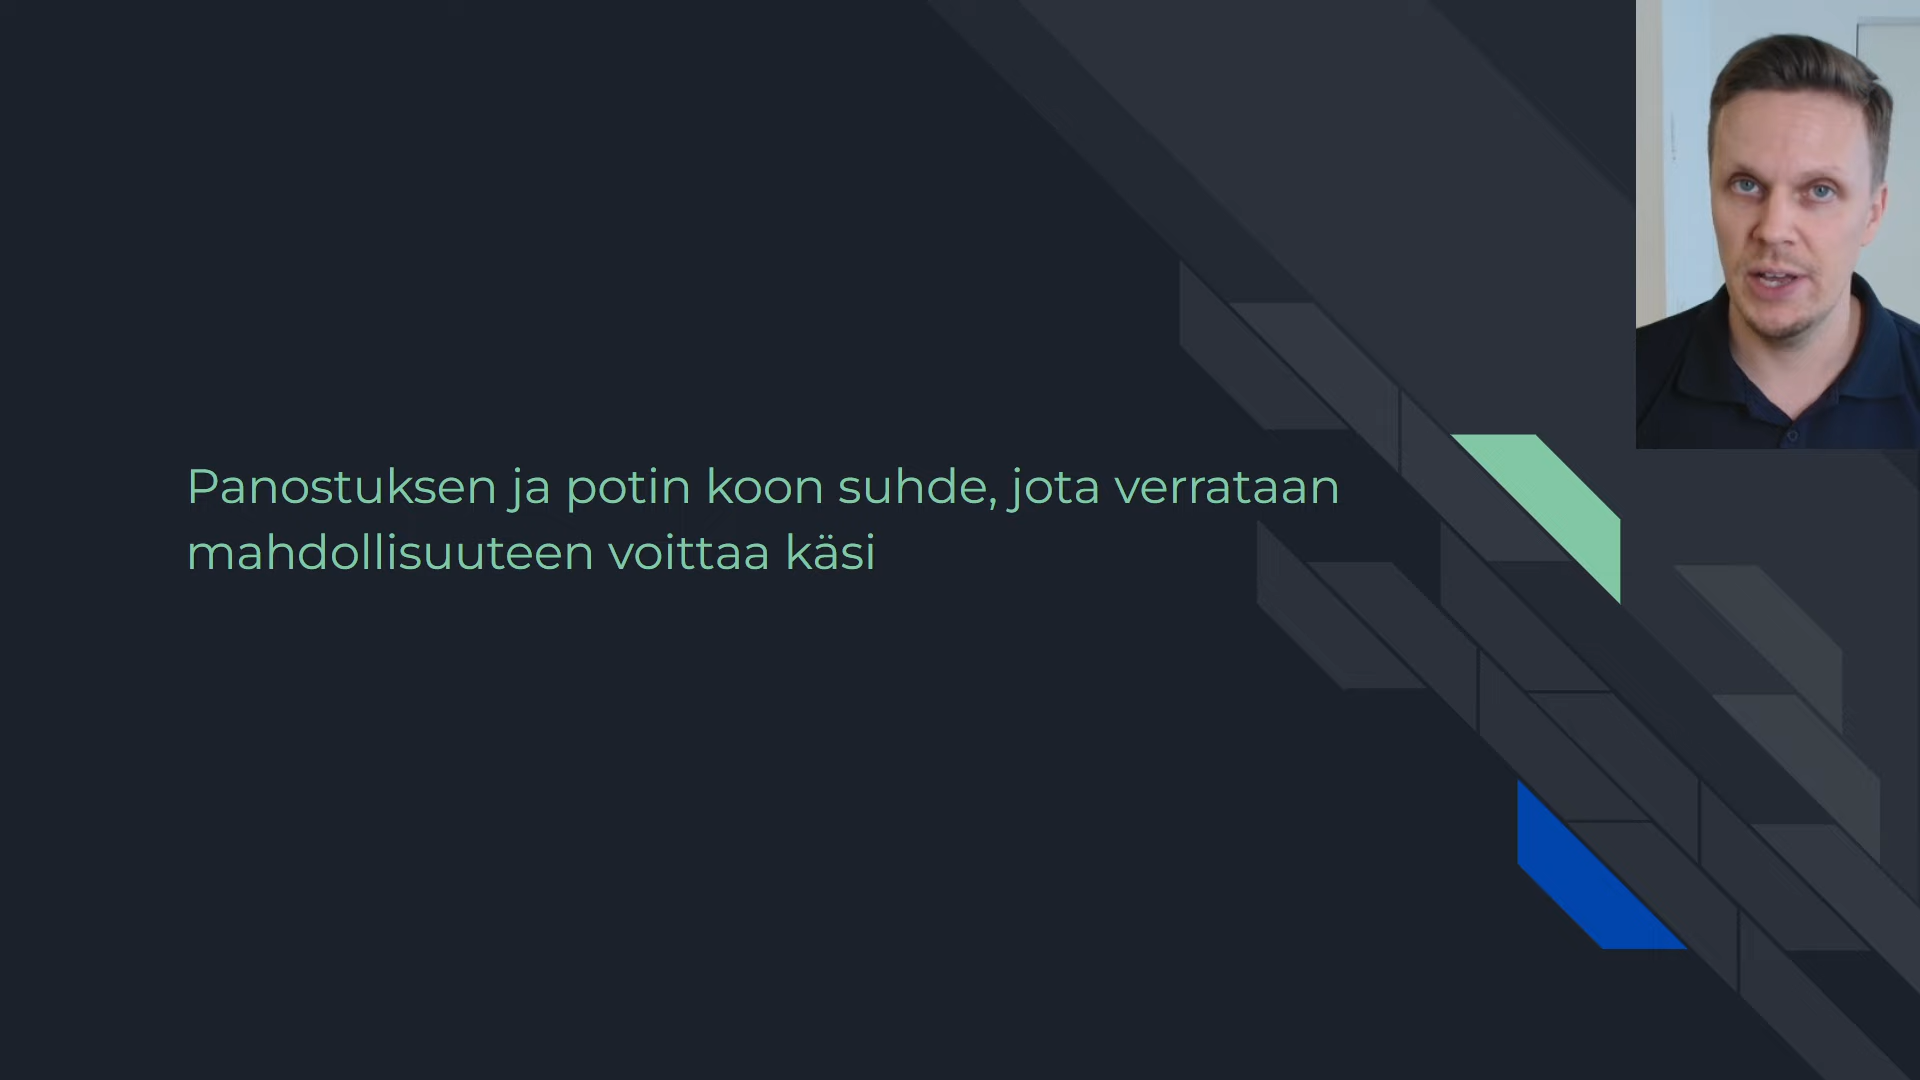 Panostuksen ja potin koon suhde, jota verrataan
mahdollisuuteen voittaa käsi